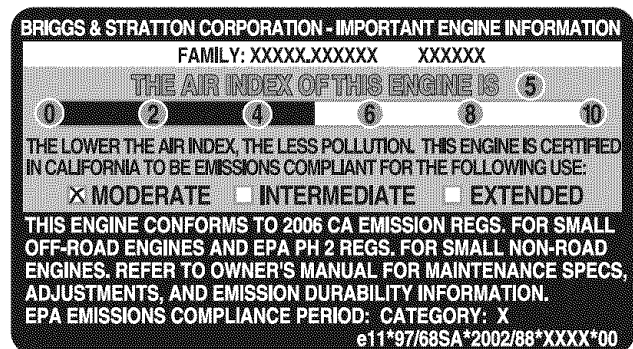 BRIGGS & STRATTON CORPORATION - IMPORTANT ENGINE INFORMATION
FAMILY: XXXXX.XXXXXX XXXXXX
THE AIR INDEX OF THIS ENGINE IS 5
0 2 4 6 8 10
THE LOWER THE AIR INDEX, THE LESS POLLUTION. THIS ENGINE IS CERTIFIED
IN CALIFORNIA TO BE EMISSIONS COMPLIANT FOR THE FOLLOWING USE:
MODERATE INTERMEDIATE EXTENDED
THIS ENGINE CONFORMS TO 2006 CA EMISSION REGS. FOR SMALL
OFF-ROAD ENGINES AND EPA PH 2 REGS. FOR SMALL NON-ROAD
ENGINES. REFER TO OWNER'S MANUAL FOR MAINTENANCE SPECS,
ADJUSTMENTS, AND EMISSION DURABILITY INFORMATION.
EPA EMISSIONS COMPLIANCE PERIOD: CATEGORY: X
e11*97/68SA*2002/88*XXXX*00